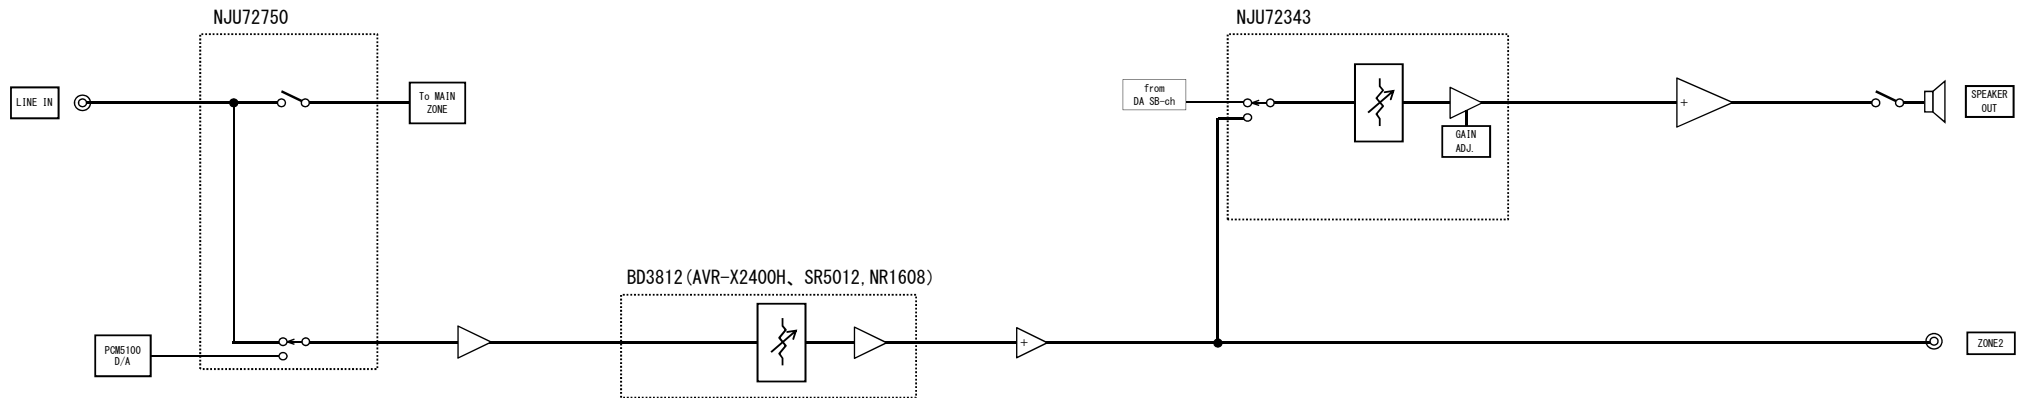 NJU72750
NJU72343
LINE IN
To MAIN
ZONE
from
DA SB-ch
+
SPEAKER
OUT
GAIN
ADJ.
BD3812(AVR-X2400H、SR5012,NR1608)
PCM5100
D/A
+
ZONE2